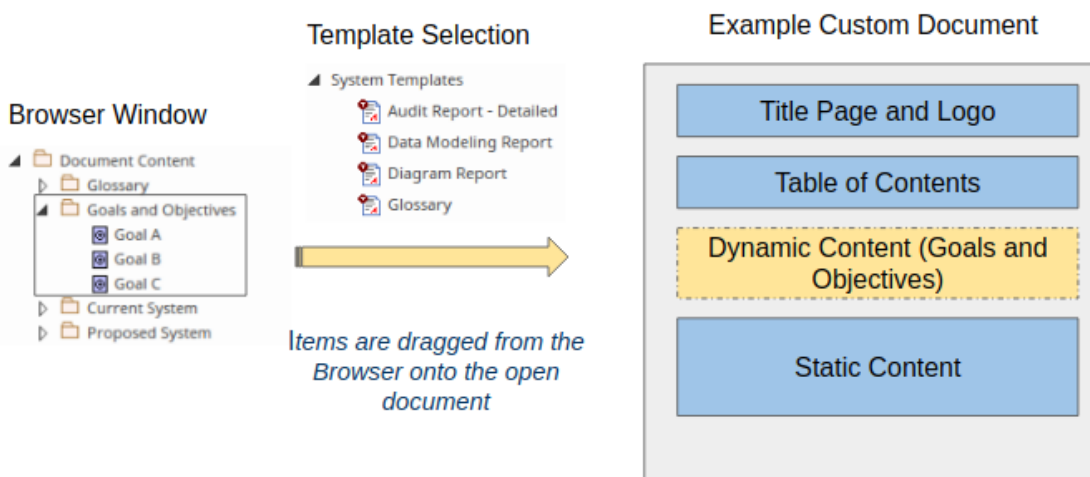 Browser Window
Document Content
Glossary
Goals and Objectives
Goal A
Goal B
Goal C
Current System
Proposed System
Template Selection
System Templates
Audit Report - Detailed
Data Modeling Report
Diagram Report
Glossary
Items are dragged from the
Browser onto the open
document
Example Custom Document
Title Page and Logo
Table of Contents
Dynamic Content (Goals and
Objectives)
Static Content